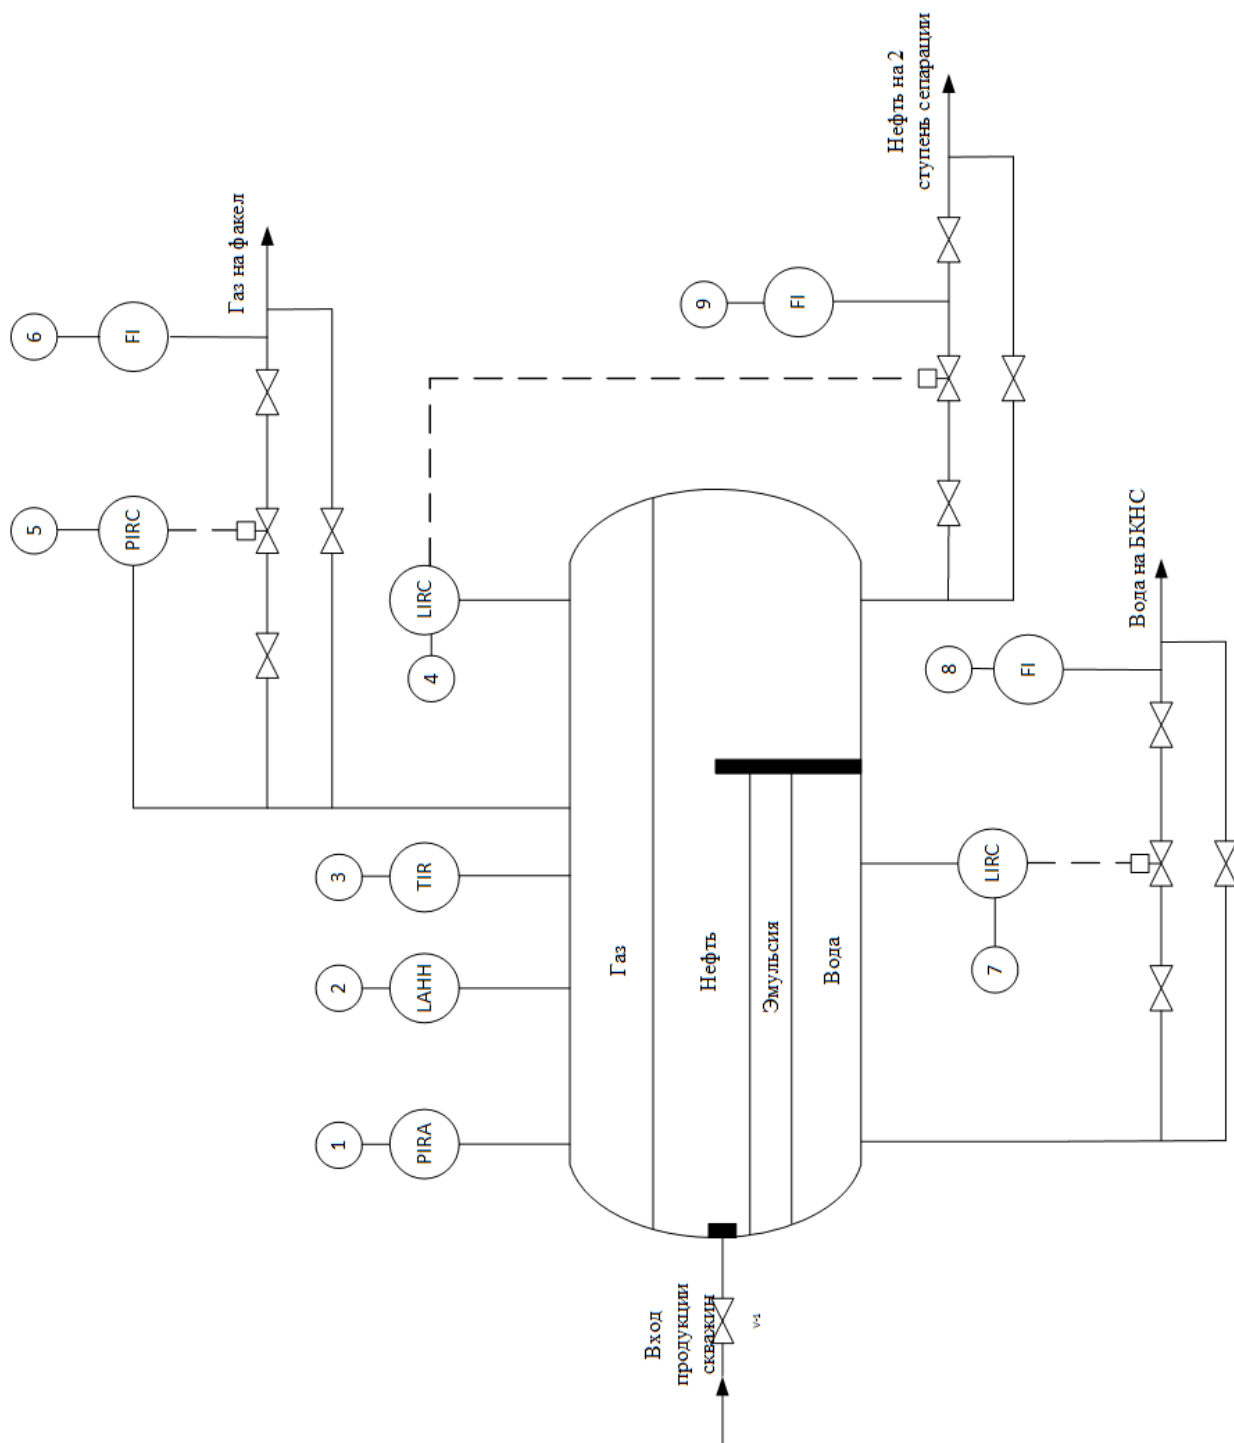 6
FI
Газ на факел
5
PIRC
Нефть на 2
ступень сепарации
9
FI
4
LIRC
3
TIR
2
LAHH
1
PIRA
Газ
Нефть
Эмульсия
Вода
8
FI
Вода на БКНС
7
LIRC
Вход
продукции
скважин
V-1